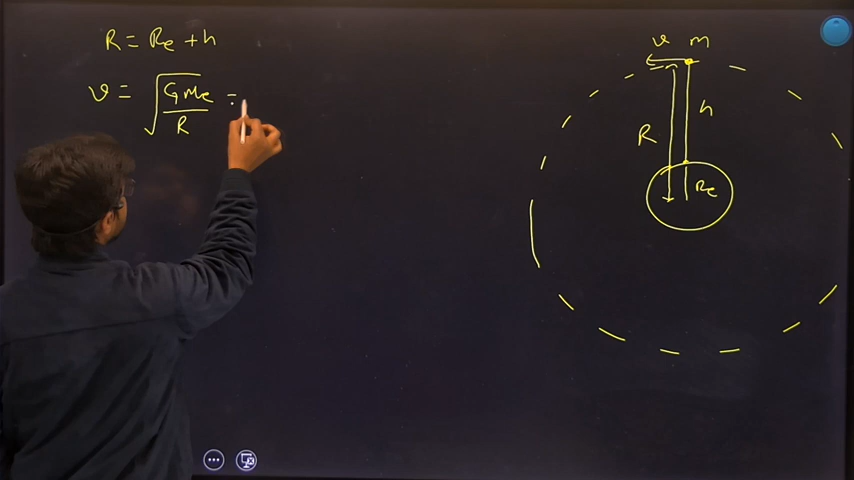 R = Re + h
v = √(GMe/R) =
v m
h
R
Re